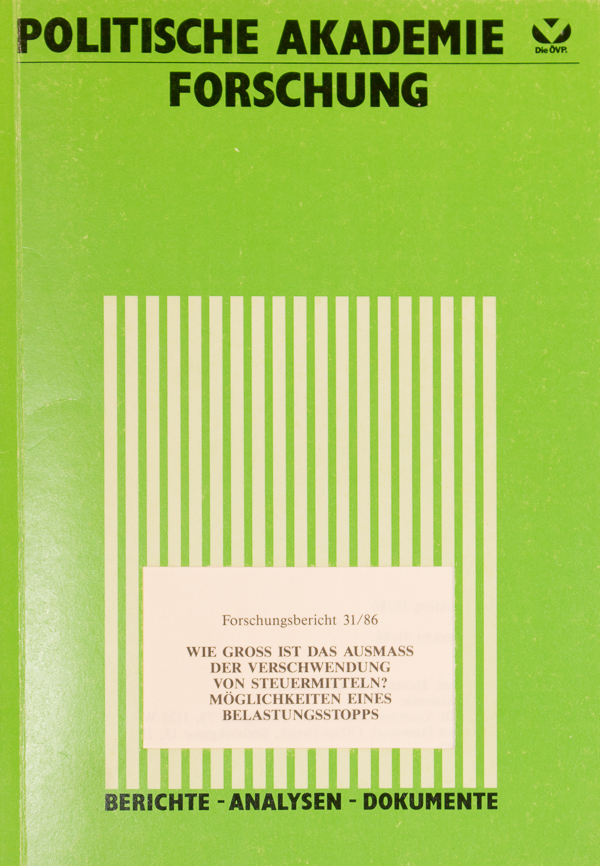 POLITISCHE AKADEMIE
Die ÖVP.
FORSCHUNG
Forschungsbericht 31/86
WIE GROSS IST DAS AUSMASS
DER VERSCHWENDUNG
VON STEUERMITTELN?
MÖGLICHKEITEN EINES
BELASTUNGSSTOPPS
BERICHTE - ANALYSEN - DOKUMENTE